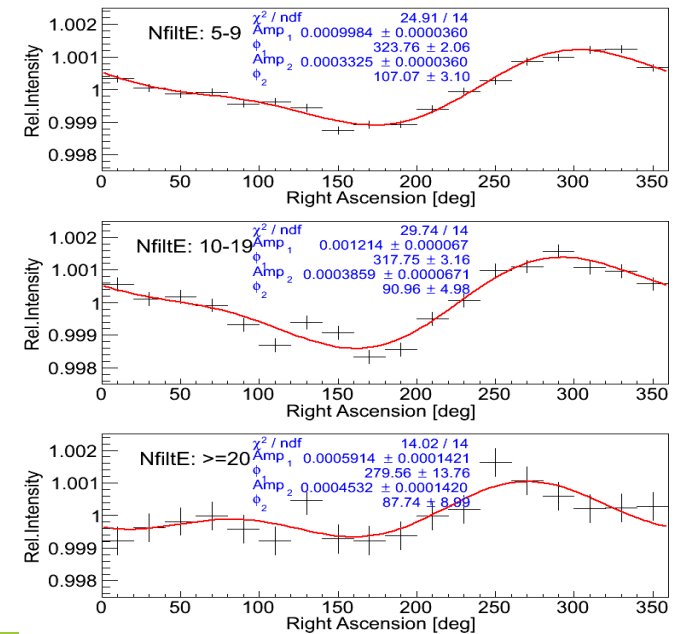 χ² / ndf 24.91 / 14
Amp₁ 0.0009984 ± 0.0000360
ϕ₁ 323.76 ± 2.06
Amp₂ 0.0003325 ± 0.0000360
ϕ₂ 107.07 ± 3.10
NfiltE: 5-9
Rel.Intensity
1.002
1.001
1
0.999
0.998
0 50 100 150 200 250 300 350
Right Ascension [deg]
χ² / ndf 29.74 / 14
Amp₁ 0.001214 ± 0.000067
ϕ₁ 317.75 ± 3.16
Amp₂ 0.0003859 ± 0.0000671
ϕ₂ 90.96 ± 4.98
NfiltE: 10-19
Rel.Intensity
1.002
1.001
1
0.999
0.998
0 50 100 150 200 250 300 350
Right Ascension [deg]
χ² / ndf 14.02 / 14
Amp₁ 0.0005914 ± 0.0001421
ϕ₁ 279.56 ± 13.76
Amp₂ 0.0004532 ± 0.0001420
ϕ₂ 87.74 ± 8.99
NfiltE: >=20
Rel.Intensity
1.002
1.001
1
0.999
0.998
0 50 100 150 200 250 300 350
Right Ascension [deg]